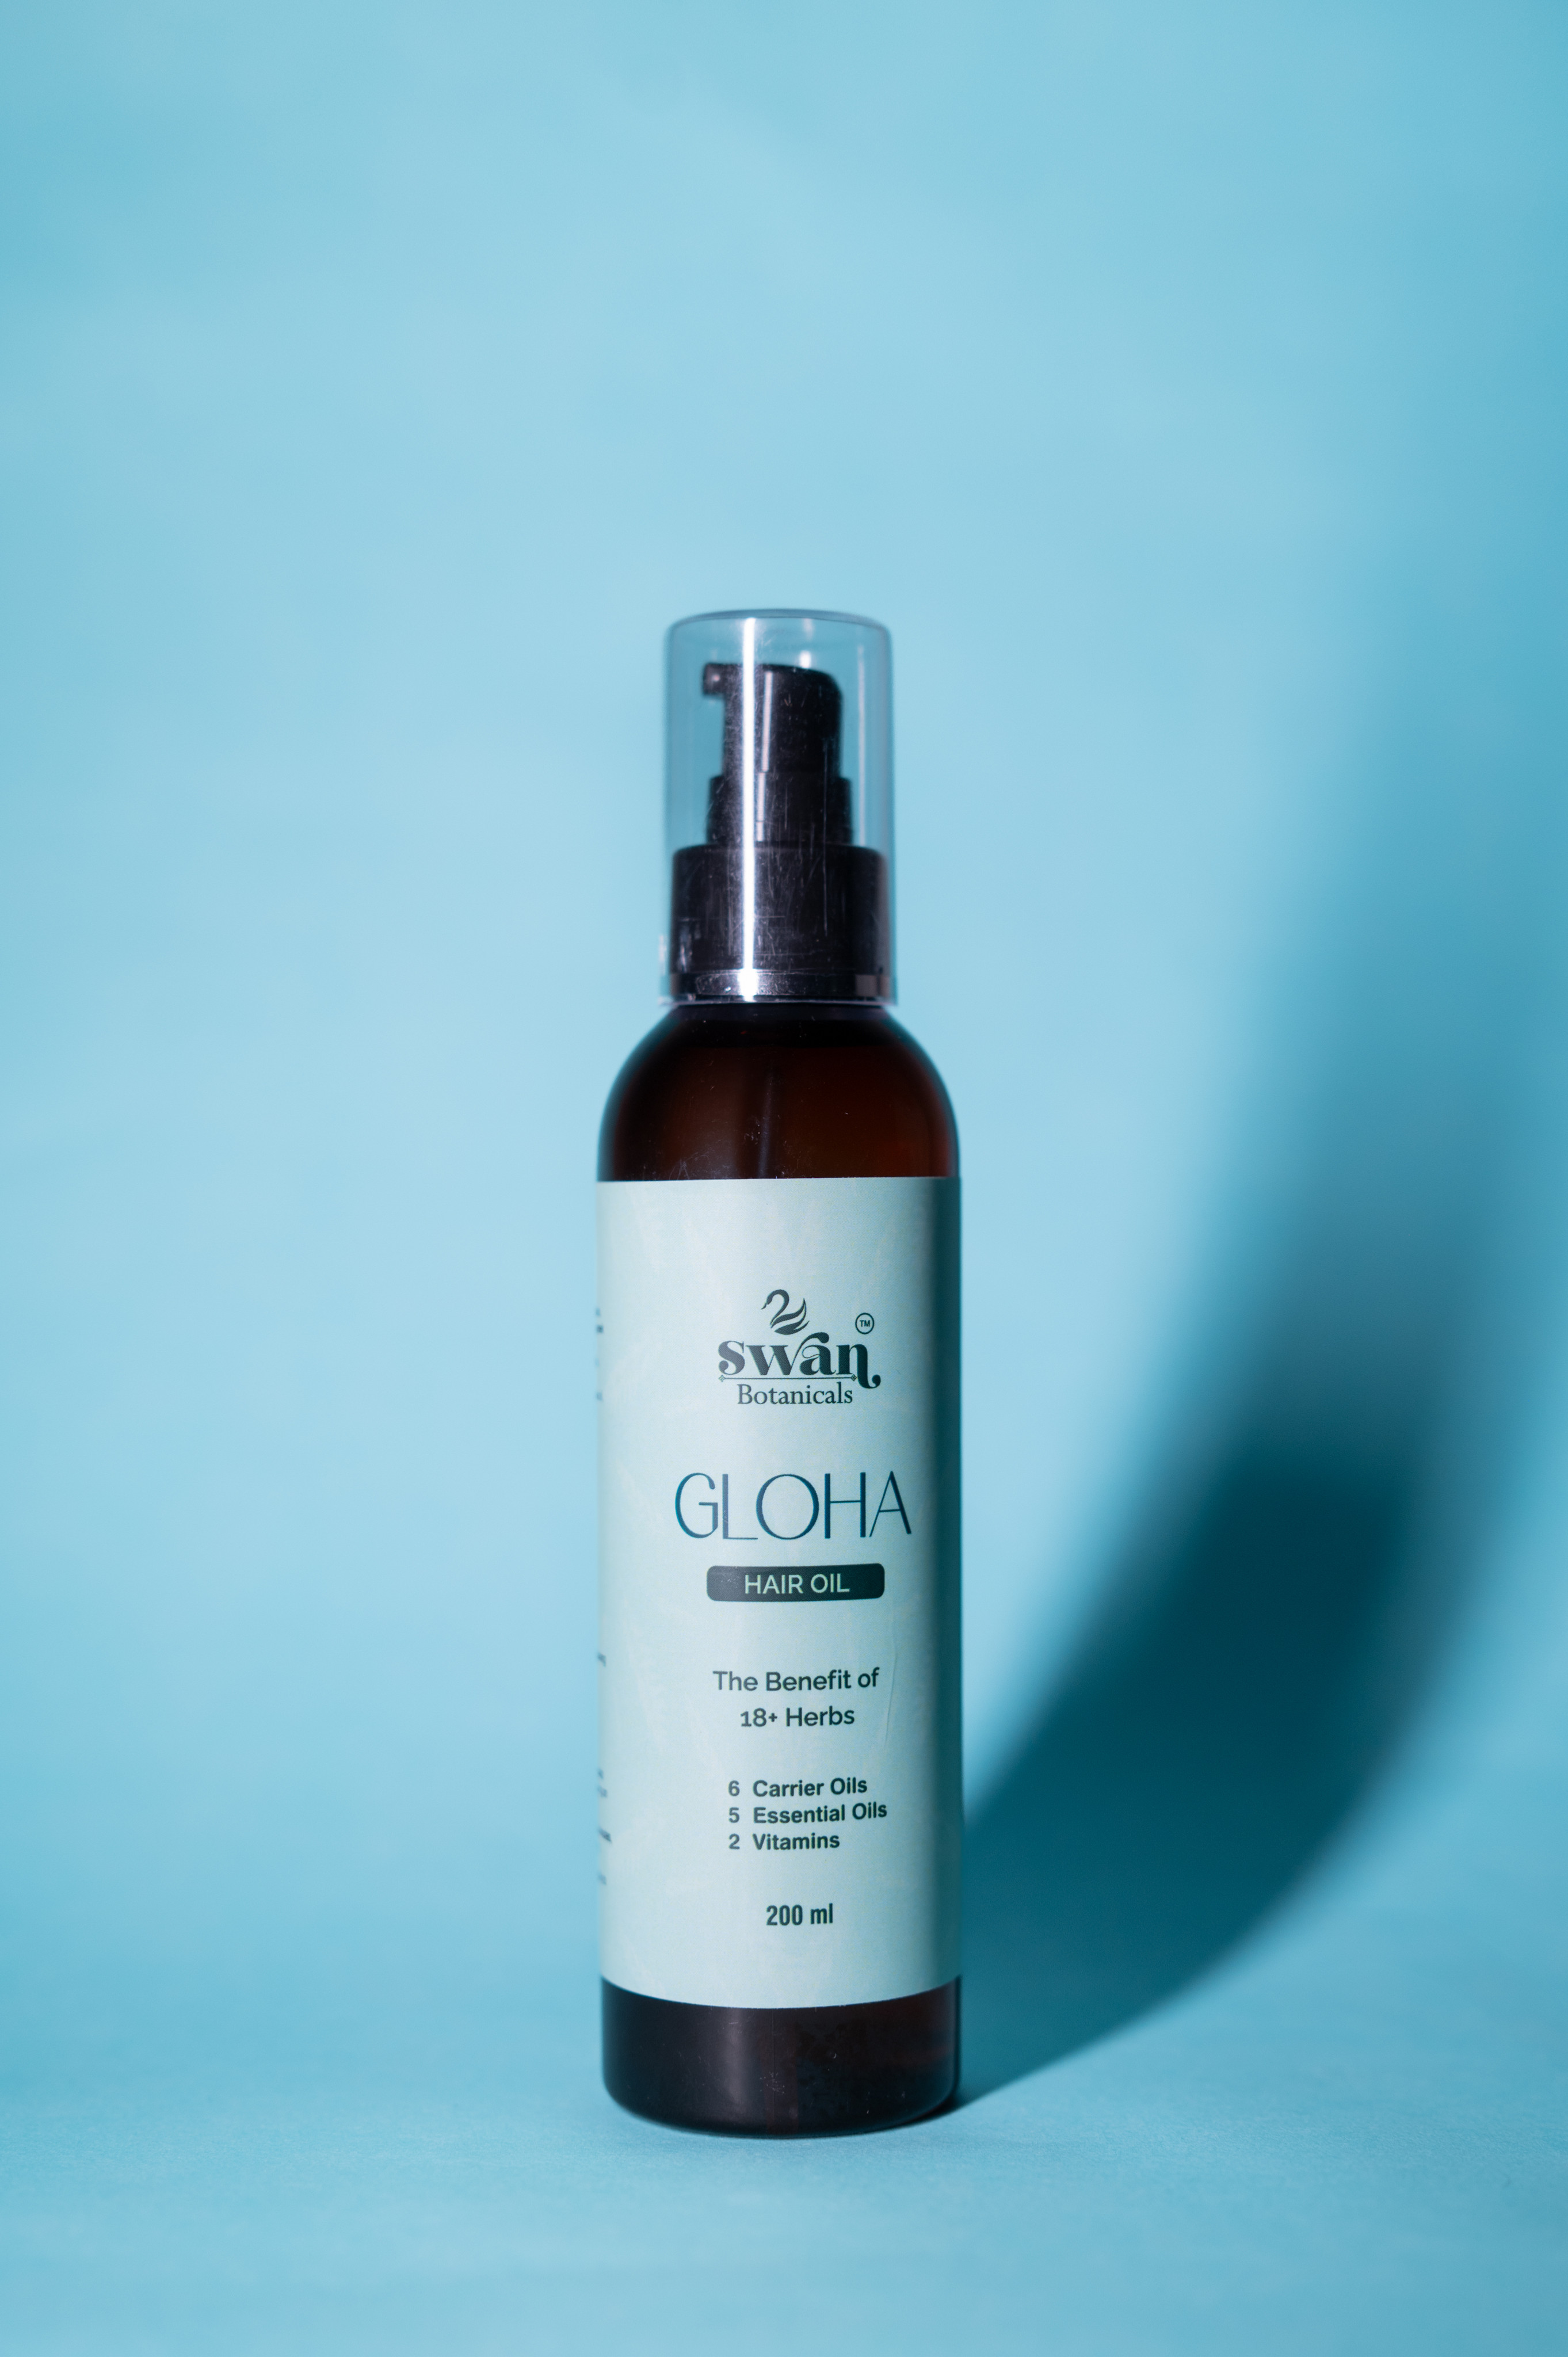 swan
TM
Botanicals
GLOHA
HAIR OIL
The Benefit of
18+ Herbs
6 Carrier Oils
5 Essential Oils
2 Vitamins
200 ml